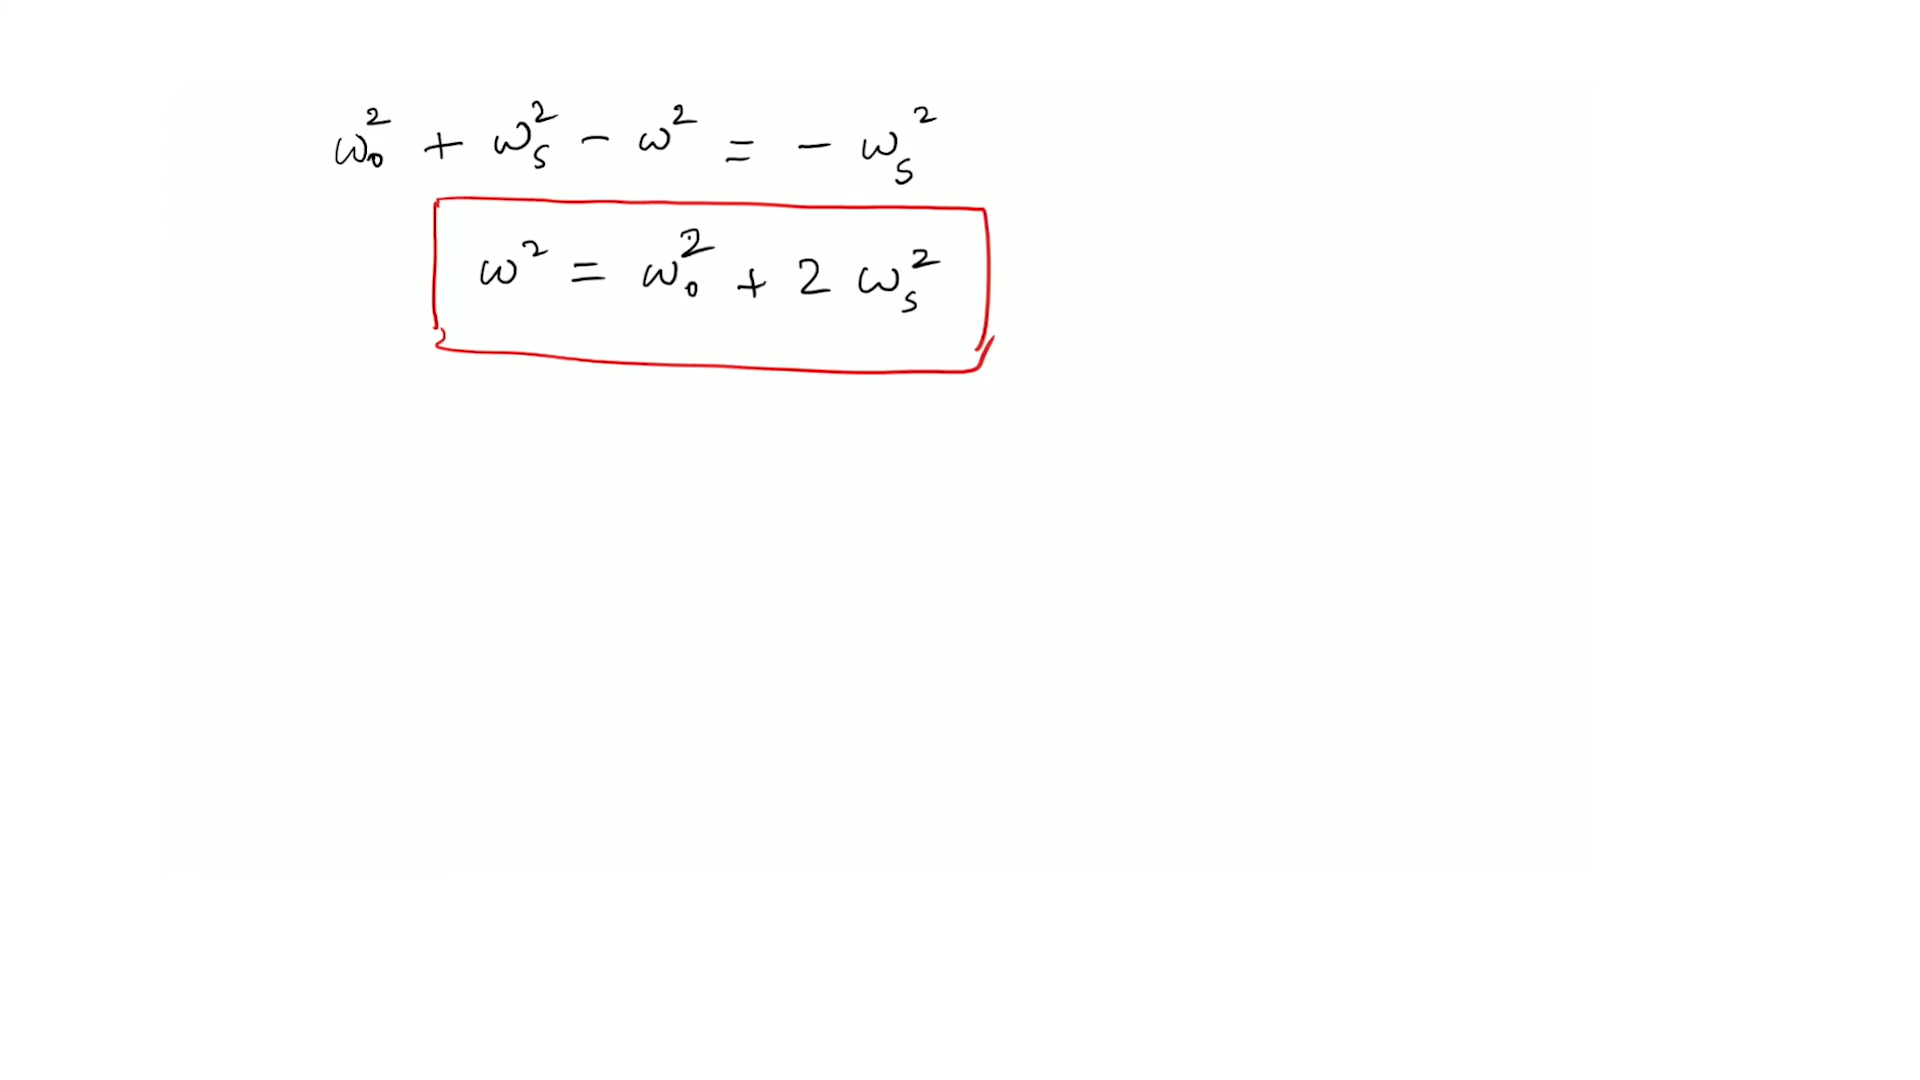 ω₀² + ωₛ² − ω² = − ωₛ²
ω² = ω₀² + 2 ωₛ²